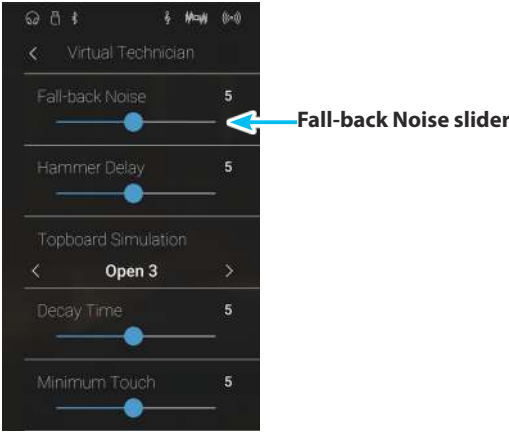 Virtual Technician
Fall-back Noise 5
Fall-back Noise slider
Hammer Delay 5
Topboard Simulation
< Open 3 >
Decay Time 5
Minimum Touch 5